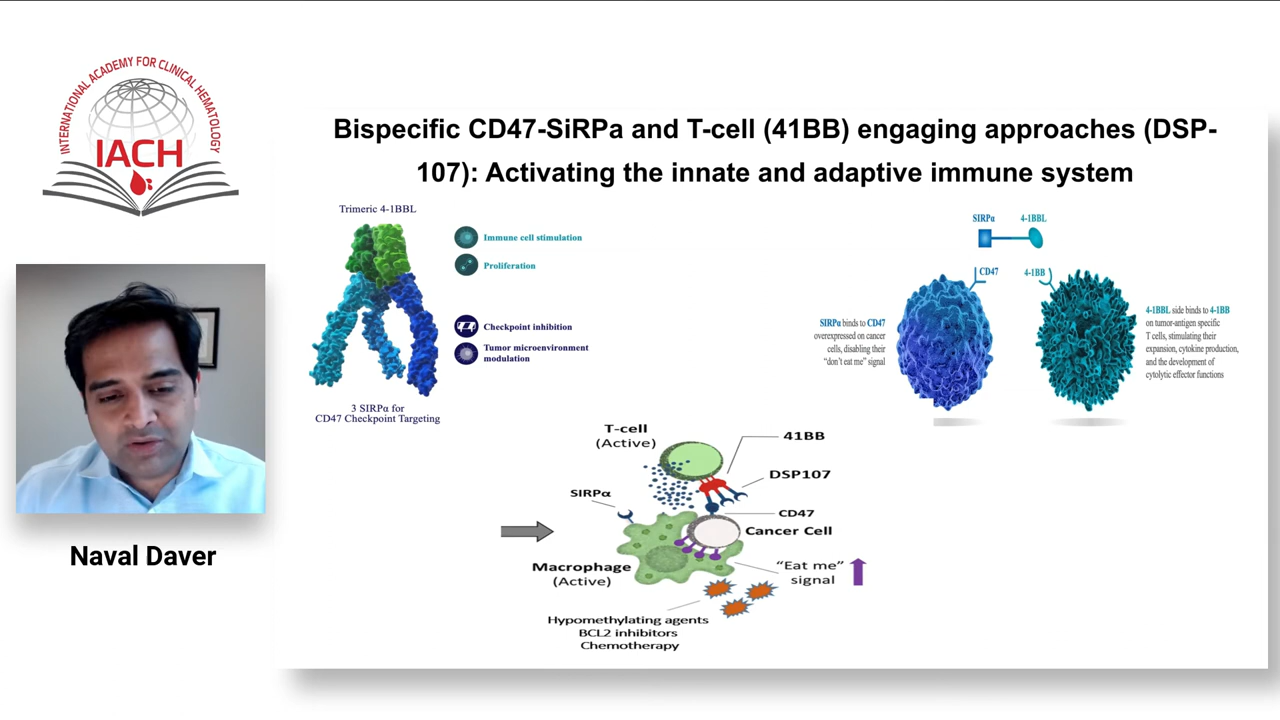 INTERNATIONAL ACADEMY FOR CLINICAL HEMATOLOGY
IACH
Naval Daver
Bispecific CD47-SiRPa and T-cell (41BB) engaging approaches (DSP-
107): Activating the innate and adaptive immune system
Trimeric 4-1BBL
Immune cell stimulation
Proliferation
Checkpoint inhibition
Tumor microenvironment
modulation
3 SIRPα for
CD47 Checkpoint Targeting
SIRPα
4-1BBL
CD47
4-1BB
SIRPα binds to CD47
overexpressed on cancer
cells, disabling their
"don't eat me" signal
4-1BBL side binds to 4-1BB
on tumor-antigen specific
T cells, stimulating their
expansion, cytokine production,
and the development of
cytolytic effector functions
T-cell
(Active)
41BB
DSP107
SIRPα
CD47
Cancer Cell
Macrophage
(Active)
"Eat me"
signal
Hypomethylating agents
BCL2 inhibitors
Chemotherapy